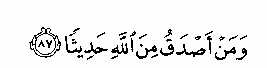 وَمَنْ أَصْدَقُ مِنَ ٱللَّهِ حَدِيثًا ۝٨٧